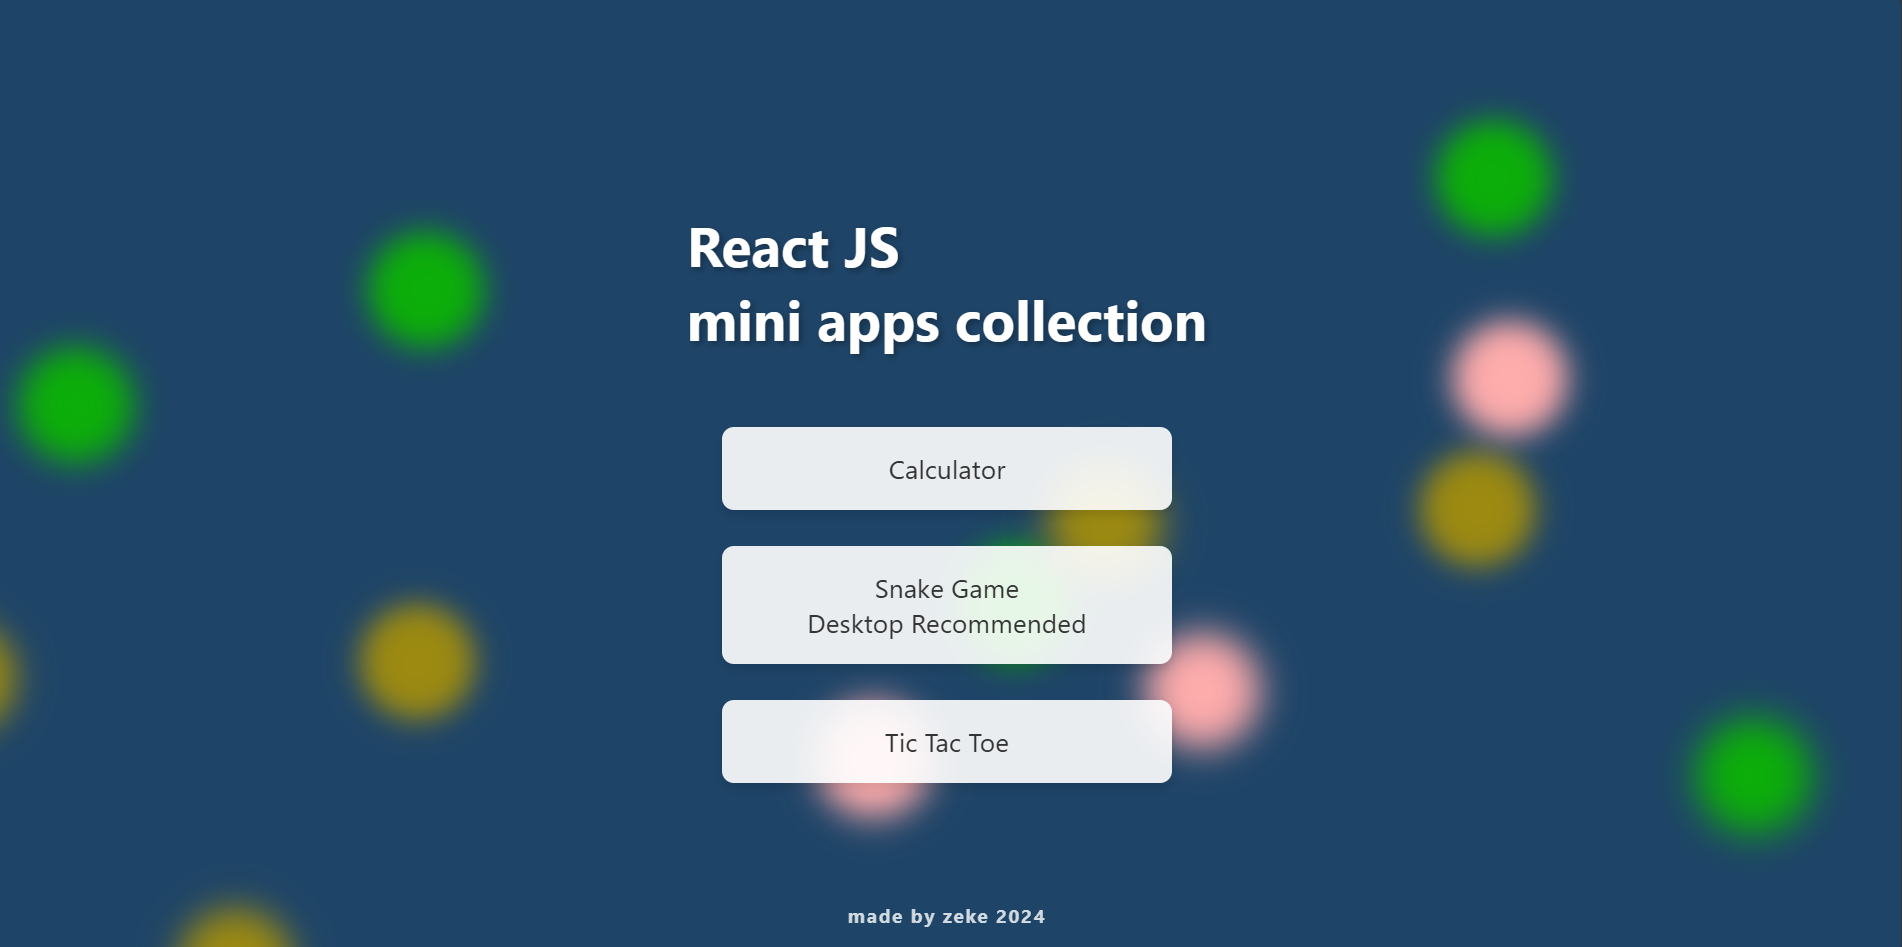 React JS
mini apps collection
Calculator
Snake Game
Desktop Recommended
Tic Tac Toe
made by zeke 2024